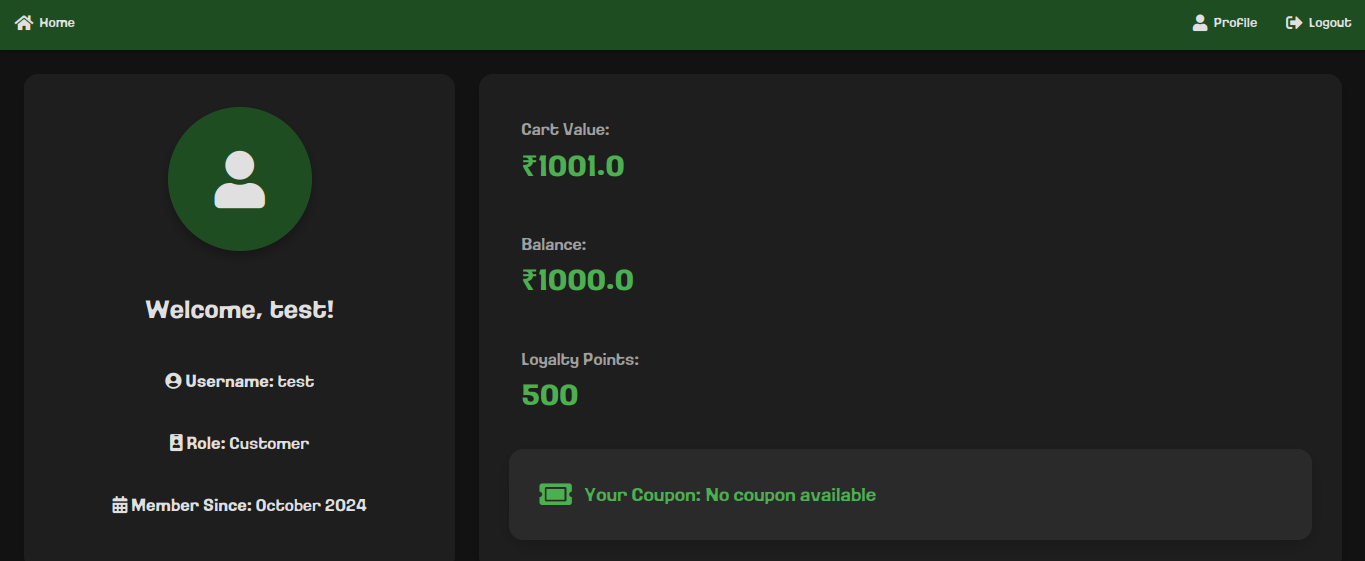 Home
Profile
Logout
Welcome, test!
Username: test
Role: Customer
Member Since: October 2024
Cart Value:
₹1001.0
Balance:
₹1000.0
Loyalty Points:
500
Your Coupon: No coupon available